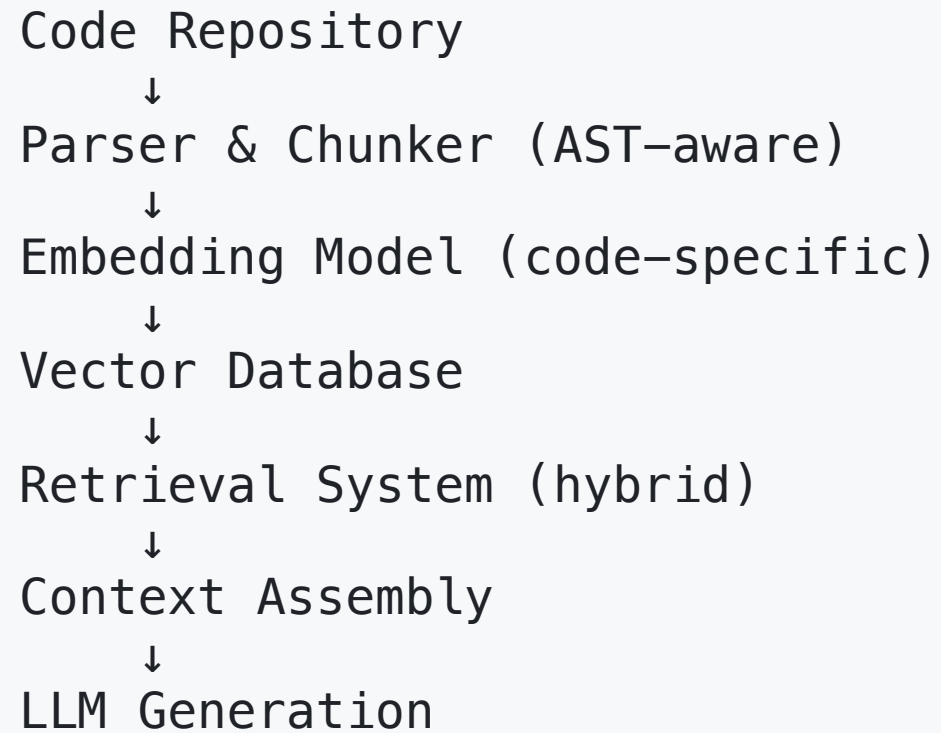 Code Repository
↓
Parser & Chunker (AST–aware)
↓
Embedding Model (code–specific)
↓
Vector Database
↓
Retrieval System (hybrid)
↓
Context Assembly
↓
LLM Generation